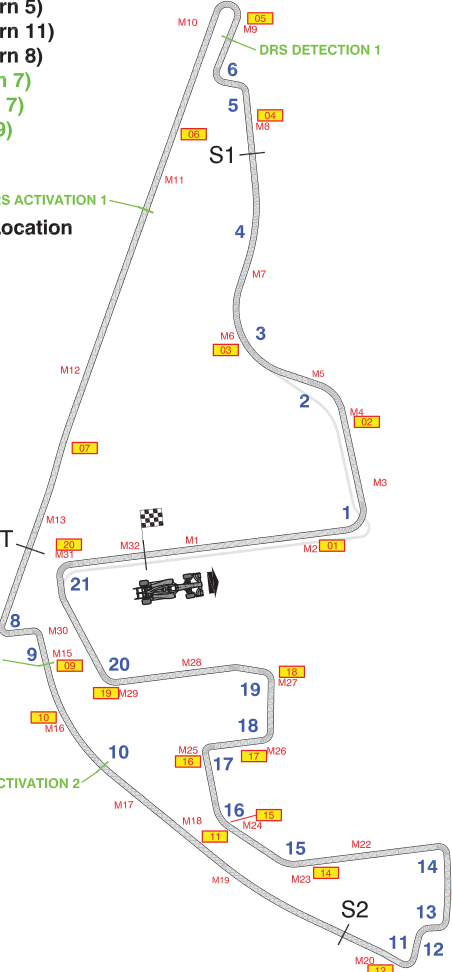 rn 5)
rn 11)
rn 8)
n 7)
7)
9)
M10
05
M9
DRS DETECTION 1
6
5
04
M8
06
S1
M11
RS ACTIVATION 1
Location
4
M7
M6
3
03
M12
M5
2
M4
02
07
M3
M13
1
T
20
M31
M32
M1
M2
01
21
8
M30
9
M15
09
20
M28
18
M27
19
M29
19
10
M16
18
10
M25
16
17
M26
17
CTIVATION 2
M17
16
15
M18
M24
11
15
M22
14
M23
14
M19
S2
13
11
12
M20
12